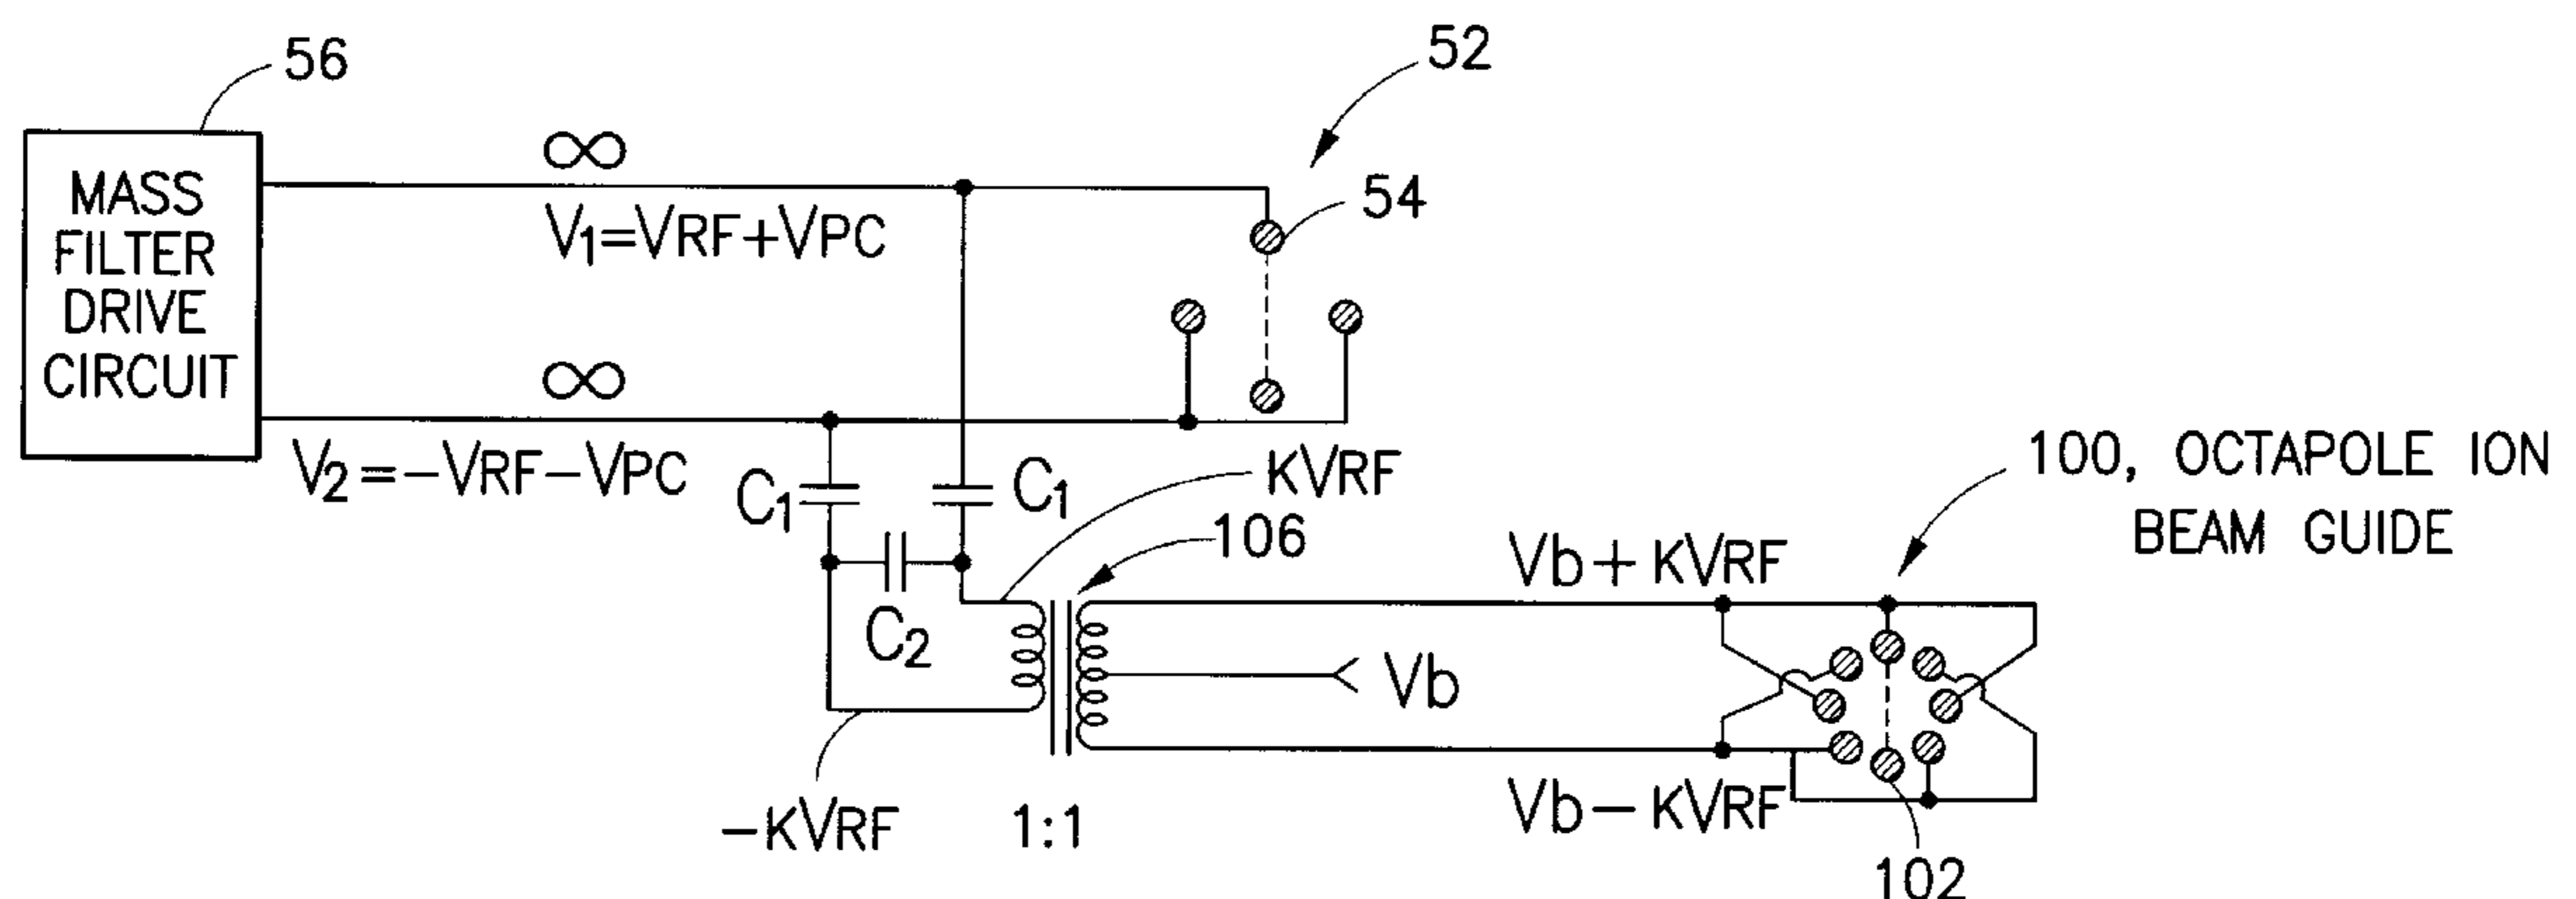 56
52
MASS
FILTER
DRIVE
CIRCUIT
∞
V1=VRF+VPC
54
∞
V2=-VRF-VPC
C1
C1
KVRF
100, OCTAPOLE ION
BEAM GUIDE
106
C2
Vb+KVRF
Vb
-KVRF
1:1
Vb-KVRF
102